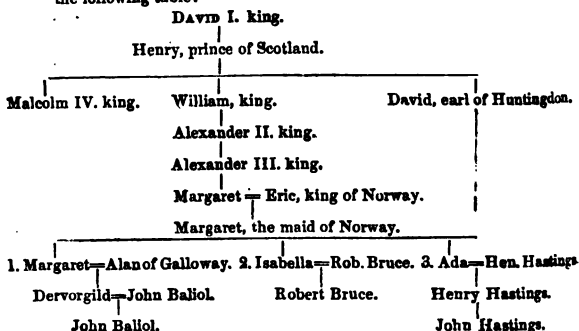 the following table:
DAVID I. king.
Henry, prince of Scotland.
Malcolm IV. king. William, king. David, earl of Huntingdon.
Alexander II. king.
Alexander III. king.
Margaret = Eric, king of Norway.
Margaret, the maid of Norway.
1. Margaret=Alan of Galloway. 2. Isabella=Rob. Bruce. 3. Ada=Hen. Hastings
Dervorgild=John Baliol. Robert Bruce. Henry Hastings.
John Baliol. John Hastings.